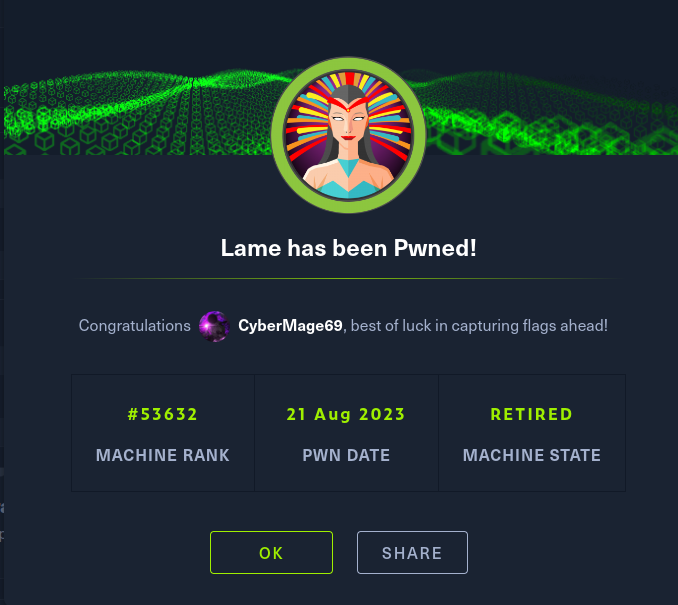 Lame has been Pwned!
Congratulations CyberMage69, best of luck in capturing flags ahead!
#53632 21 Aug 2023 RETIRED
MACHINE RANK PWN DATE MACHINE STATE
OK SHARE